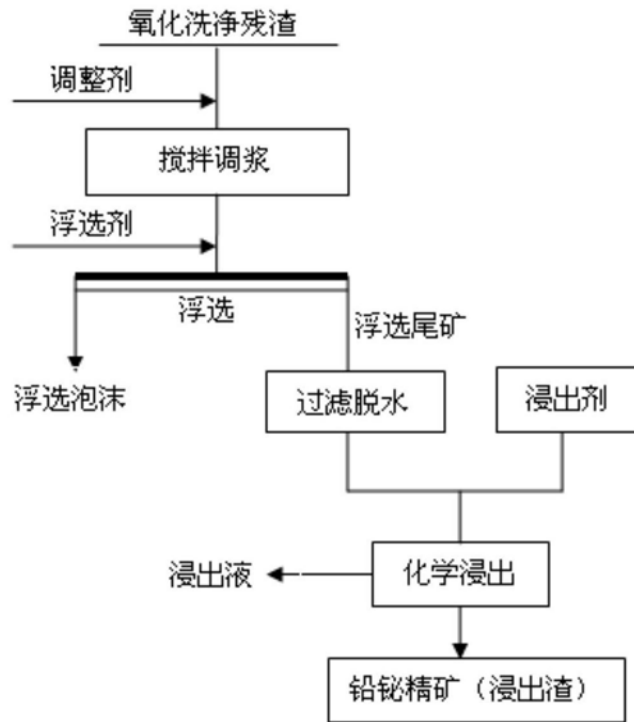 氧化洗净残渣
调整剂
搅拌调浆
浮选剂
浮选
浮选尾矿
浮选泡沫
过滤脱水
浸出剂
浸出液
化学浸出
铅铋精矿（浸出渣）